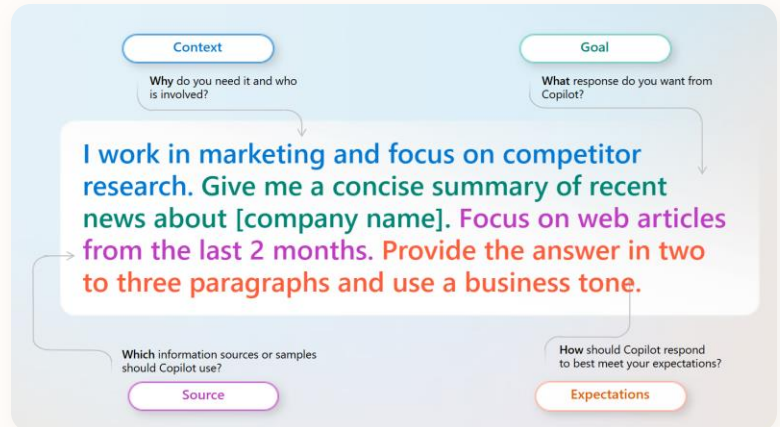 Context
Why do you need it and who
is involved?
Goal
What response do you want from
Copilot?
I work in marketing and focus on competitor
research. Give me a concise summary of recent
news about [company name]. Focus on web articles
from the last 2 months. Provide the answer in two
to three paragraphs and use a business tone.
Which information sources or samples
should Copilot use?
Source
How should Copilot respond
to best meet your expectations?
Expectations